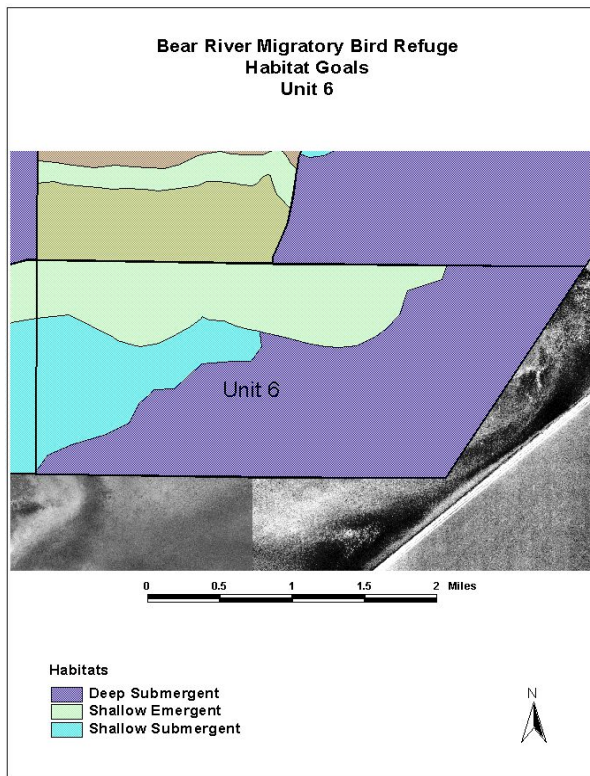 Bear River Migratory Bird Refuge
Habitat Goals
Unit 6
Unit 6
0 0.5 1 1.5 2 Miles
Habitats
Deep Submergent
Shallow Emergent
Shallow Submergent
N